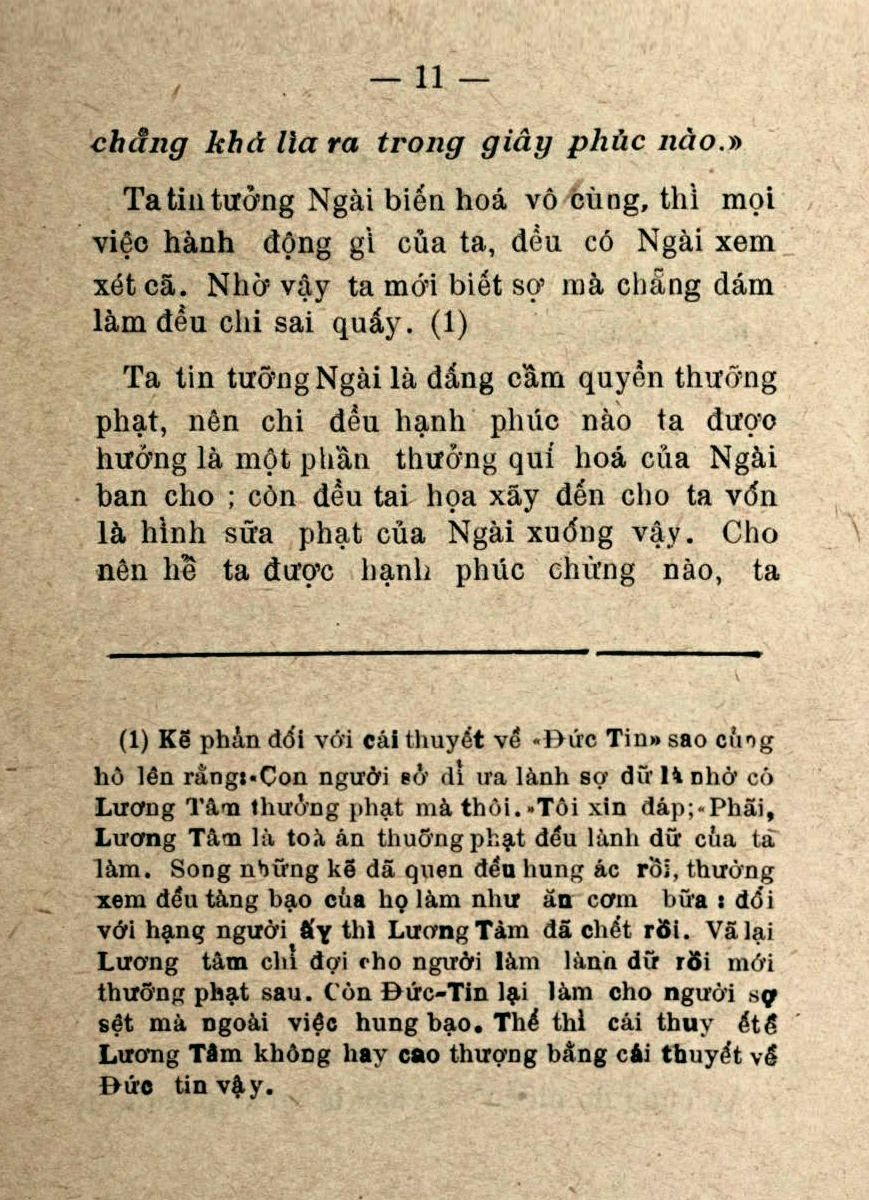 — 11 —
chẳng khả lìa ra trong giây phúc nào.»
Ta tin tưởng Ngài biến hoá vô cùng, thì mọi
việc hành động gì của ta, đều có Ngài xem
xét cã. Nhờ vậy ta mới biết sợ mà chẵng dám
làm đều chi sai quấy. (1)
Ta tin tưỡng Ngài là đấng cầm quyền thưỡng
phạt, nên chi đều hạnh phúc nào ta được
hưởng là một phần thưởng quí hoá của Ngài
ban cho ; còn đều tai họa xãy đến cho ta vốn
là hình sữa phạt của Ngài xuống vậy. Cho
nên hề ta được hạnh phúc chừng nào, ta
(1) Kẽ phản đối với cái thuyết về «Đức Tin» sao cũng
hô lên rằng:«Con người sở dỉ ưa lành sợ dữ là nhờ có
Lương Tâm thưởng phạt mà thôi.»Tôi xin đáp;«Phãi,
Lương Tâm là toà án thuỡng phạt đều lành dữ của ta
làm. Song những kẽ đã quen đều hung ác rồi, thường
xem đều tàng bạo của họ làm như ăn cơm bữa : đối
với hạng người ấy thì Lương Tâm đã chết rồi. Vã lại
Lương tâm chỉ đợi cho người làm lành dữ rồi mới
thưỡng phạt sau. Còn Đức-Tin lại làm cho người sợ
sệt mà ngoài việc hung bạo. Thế thì cái thuy ếtề
Lương Tâm không hay cao thượng bằng cái thuyết về
Đức tin vậy.